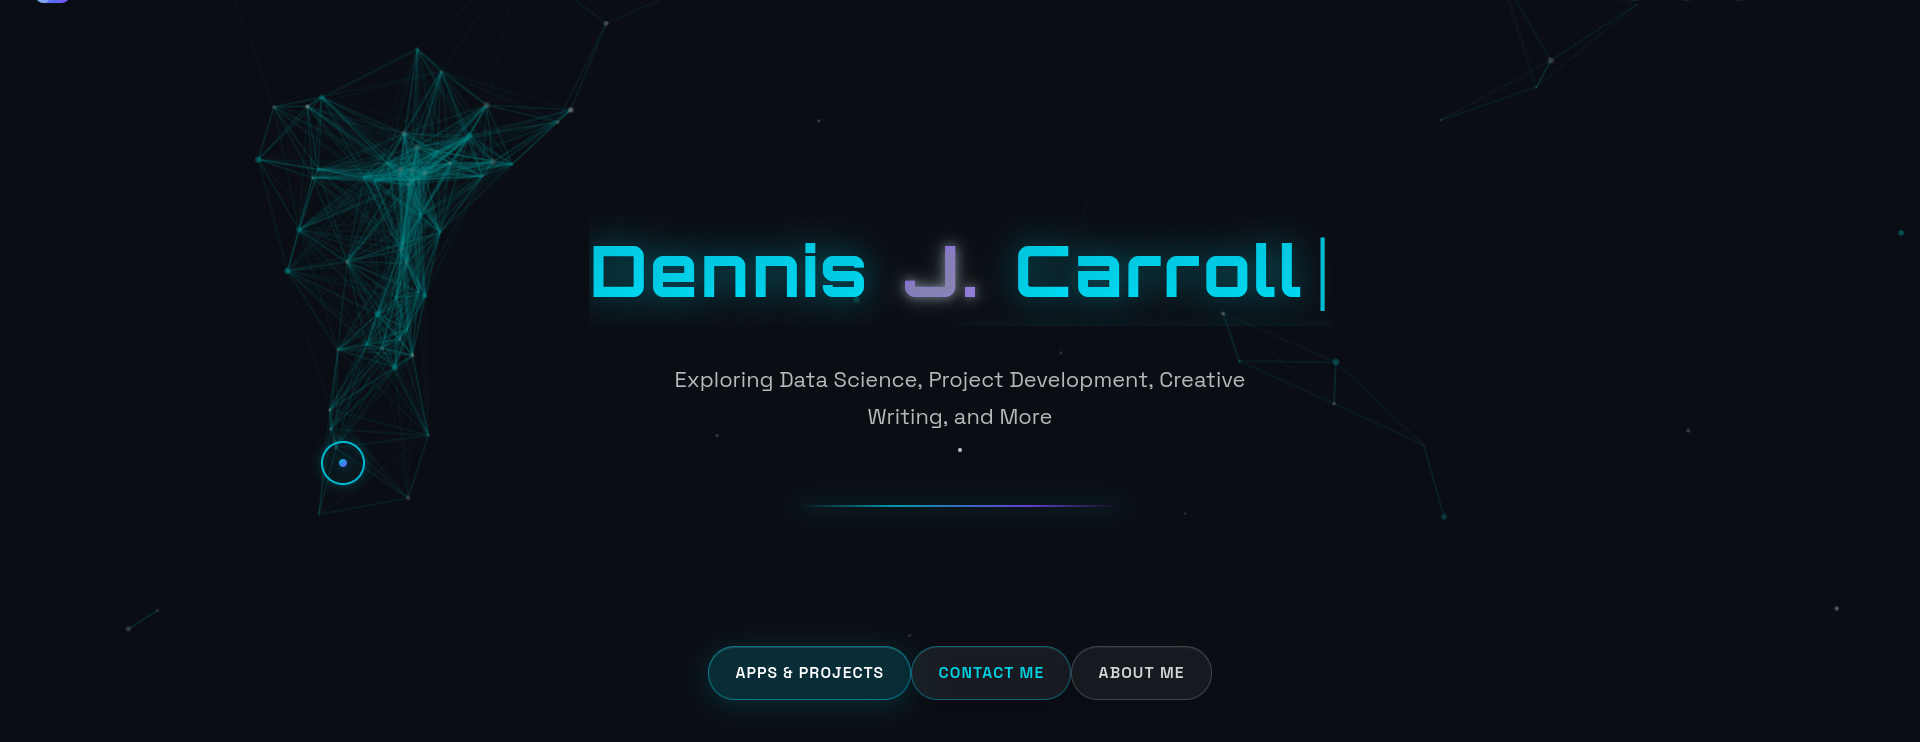 Dennis J. Carroll
Exploring Data Science, Project Development, Creative
Writing, and More
APPS & PROJECTS
CONTACT ME
ABOUT ME